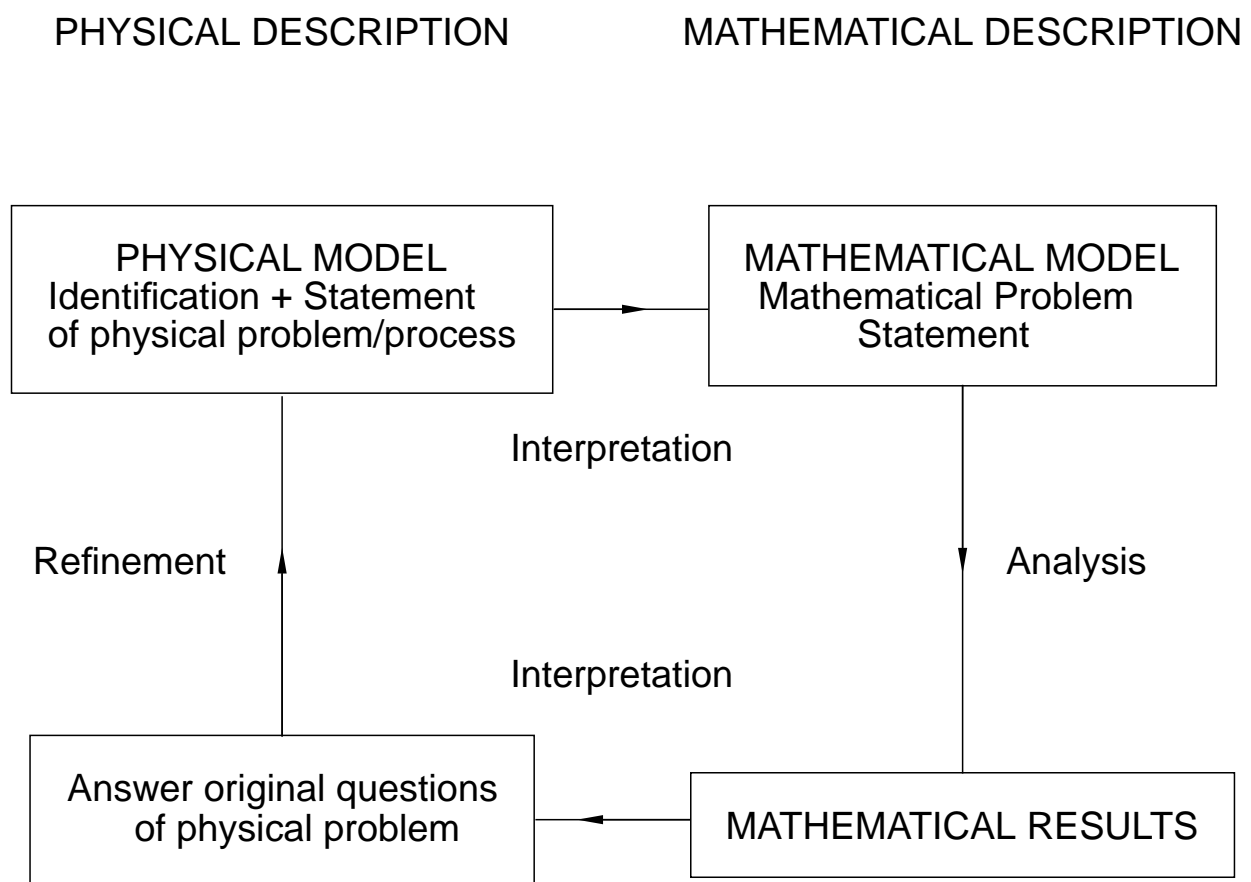 PHYSICAL DESCRIPTION
MATHEMATICAL DESCRIPTION
PHYSICAL MODEL
Identification + Statement
of physical problem/process
MATHEMATICAL MODEL
Mathematical Problem
Statement
Interpretation
Refinement
Analysis
Interpretation
Answer original questions
of physical problem
MATHEMATICAL RESULTS